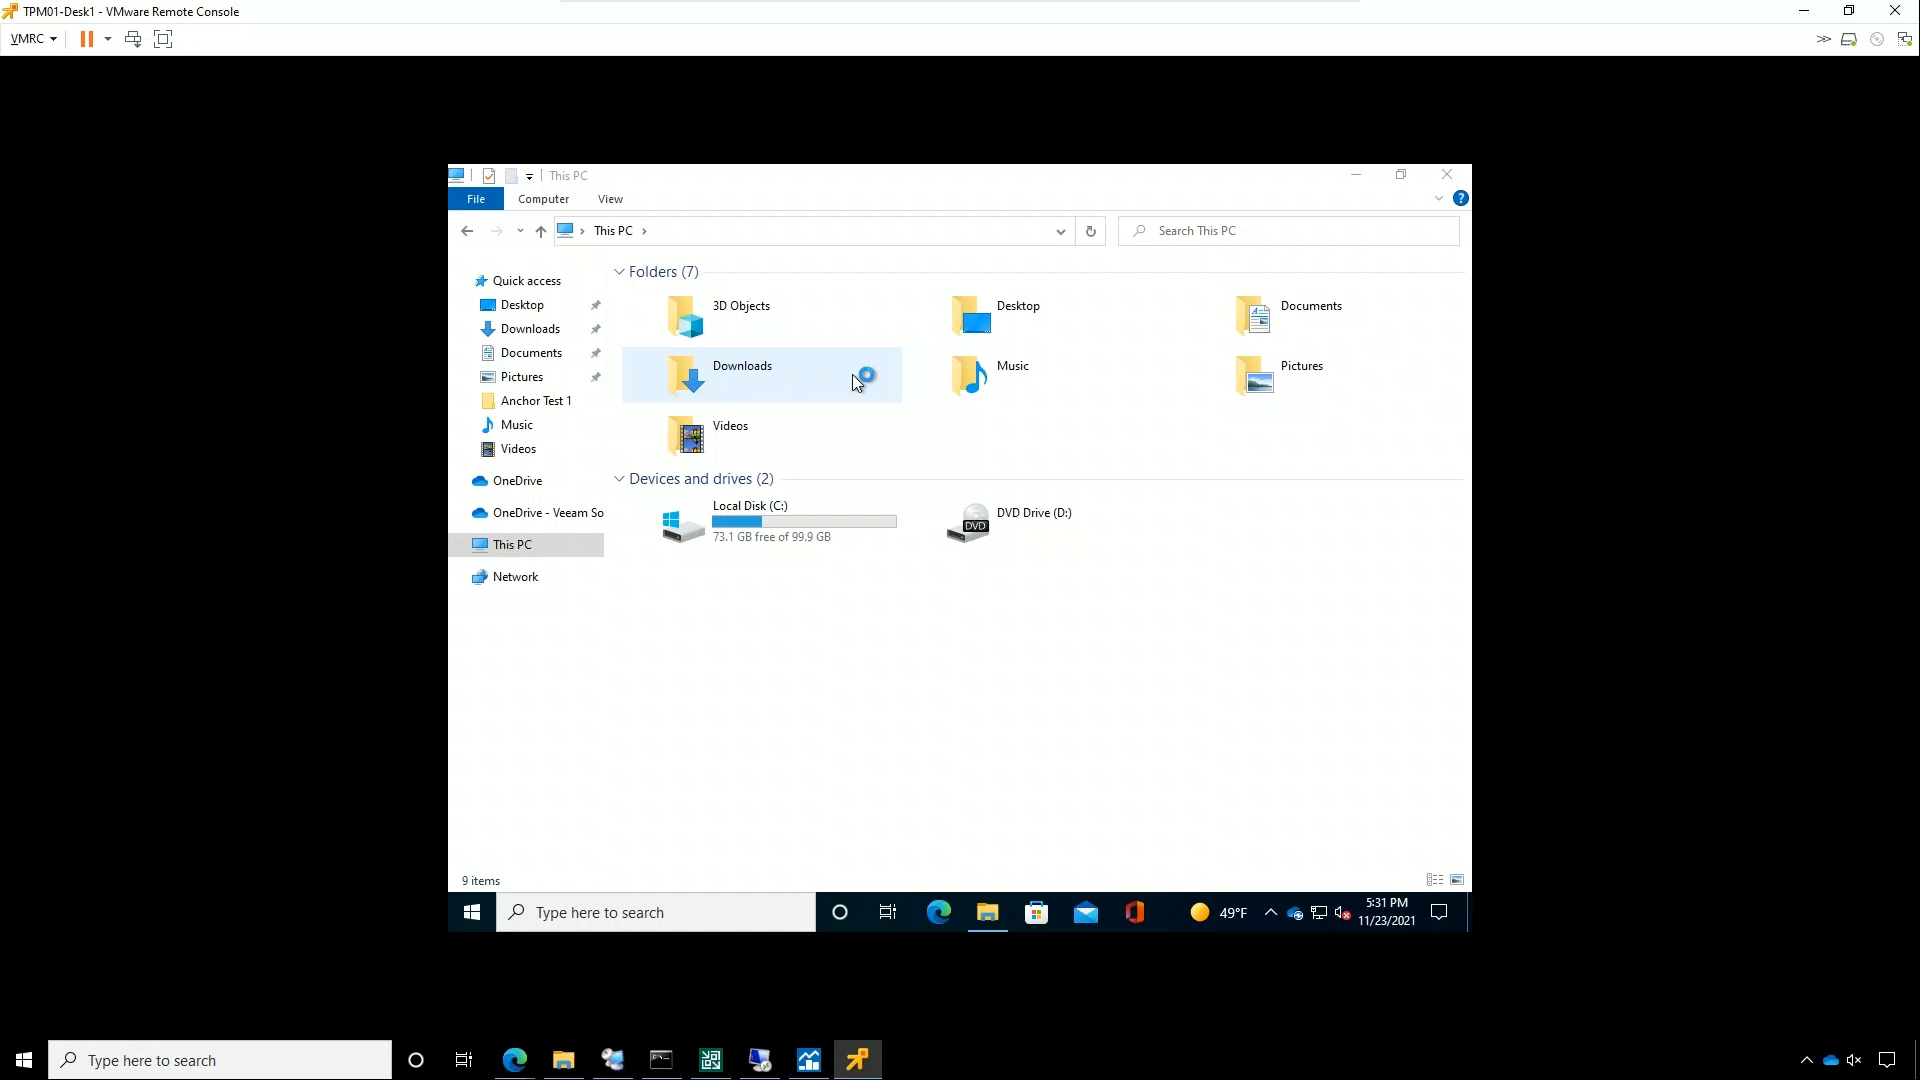 TPM01-Desk1 - VMware Remote Console
VMRC
This PC
File Computer View
?
This PC
Search This PC
Quick access
Desktop
Downloads
Documents
Pictures
Anchor Test 1
Music
Videos
OneDrive
OneDrive - Veeam So
This PC
Network
Folders (7)
3D Objects
Desktop
Documents
Downloads
Music
Pictures
Videos
Devices and drives (2)
Local Disk (C:)
73.1 GB free of 99.9 GB
DVD
DVD Drive (D:)
9 items
Type here to search
49°F
5:31 PM
11/23/2021
Type here to search